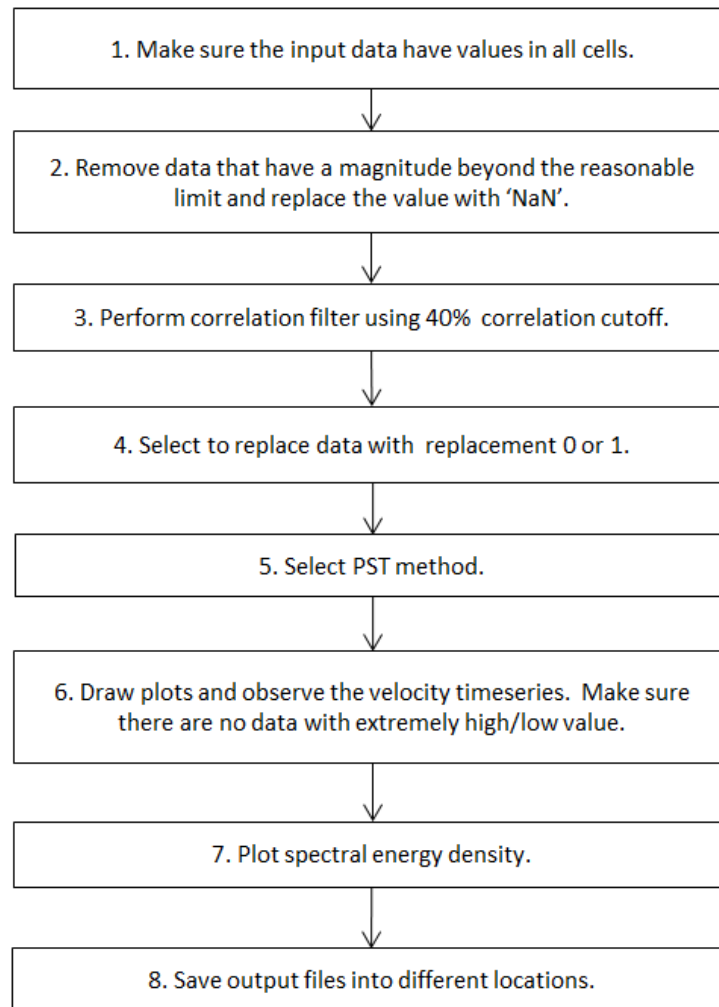 1. Make sure the input data have values in all cells.
2. Remove data that have a magnitude beyond the reasonable
limit and replace the value with ‘NaN’.
3. Perform correlation filter using 40%  correlation cutoff.
4. Select to replace data with  replacement 0 or 1.
5. Select PST method.
6. Draw plots and observe the velocity timeseries.  Make sure
there are no data with extremely high/low value.
7. Plot spectral energy density.
8. Save output files into different locations.